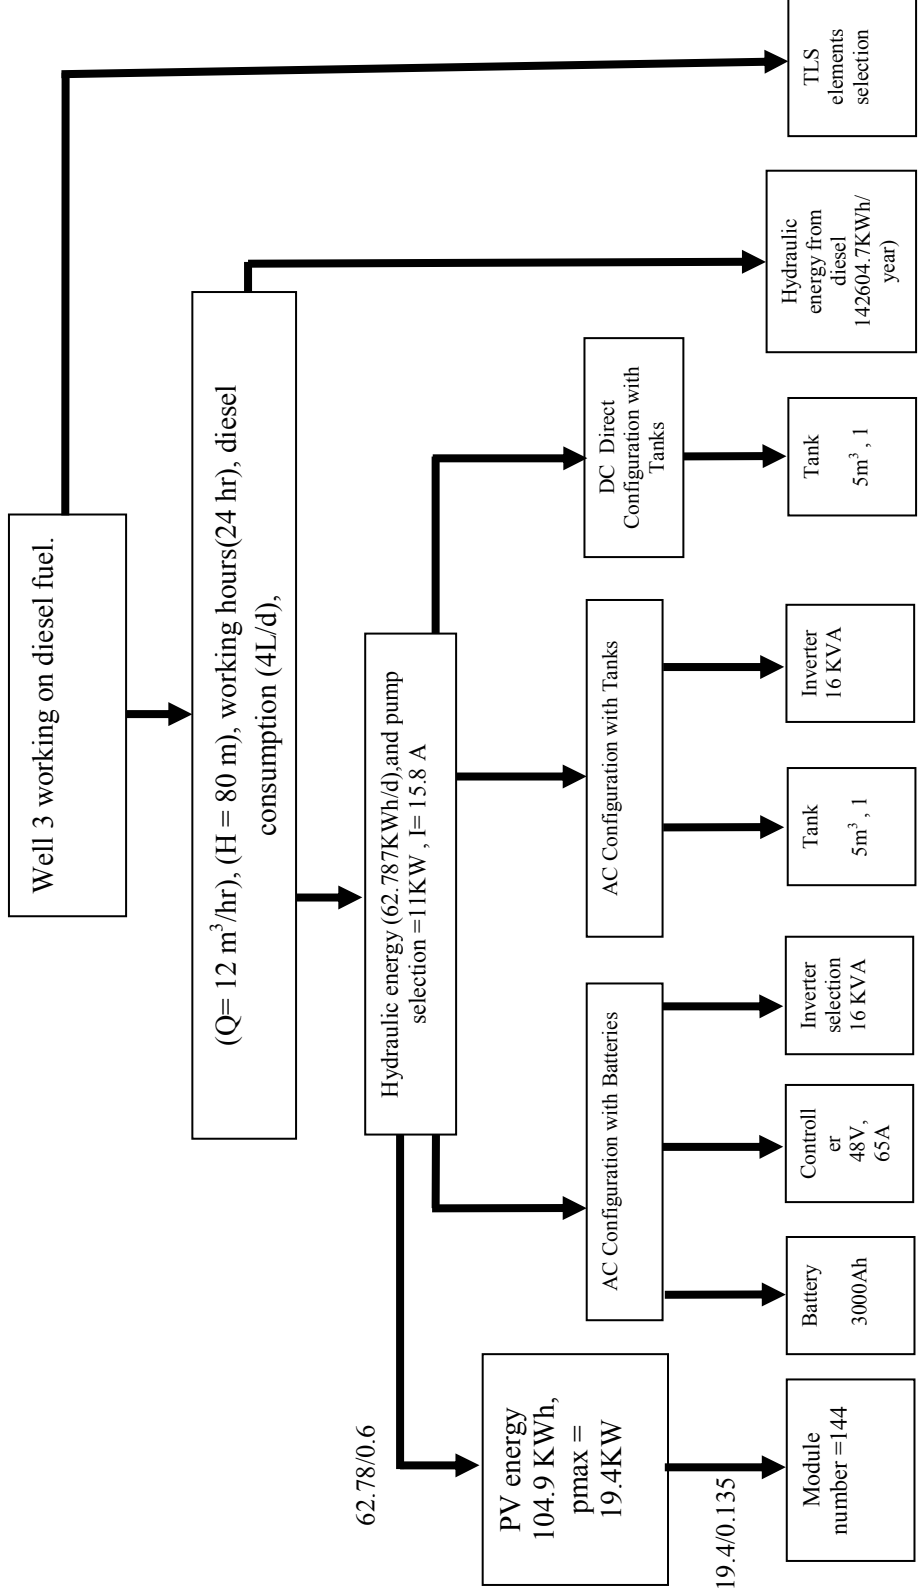 Well 3 working on diesel fuel.
(Q= 12 m³/hr), (H = 80 m), working hours(24 hr), diesel
consumption (4L/d),
Hydraulic energy (62.787KWh/d),and pump
selection =11KW , I= 15.8 A
62.78/0.6
PV energy
104.9 KWh,
pmax =
19.4KW
AC Configuration with Batteries
AC Configuration with Tanks
DC Direct
Configuration with
Tanks
19.4/0.135
Module
number =144
Battery
3000Ah
Controll
er
48V,
65A
Inverter
selection
16 KVA
Tank
5m³ , 1
Inverter
16 KVA
Tank
5m³ , 1
Hydraulic
energy from
diesel
142604.7KWh/
year)
TLS
elements
selection